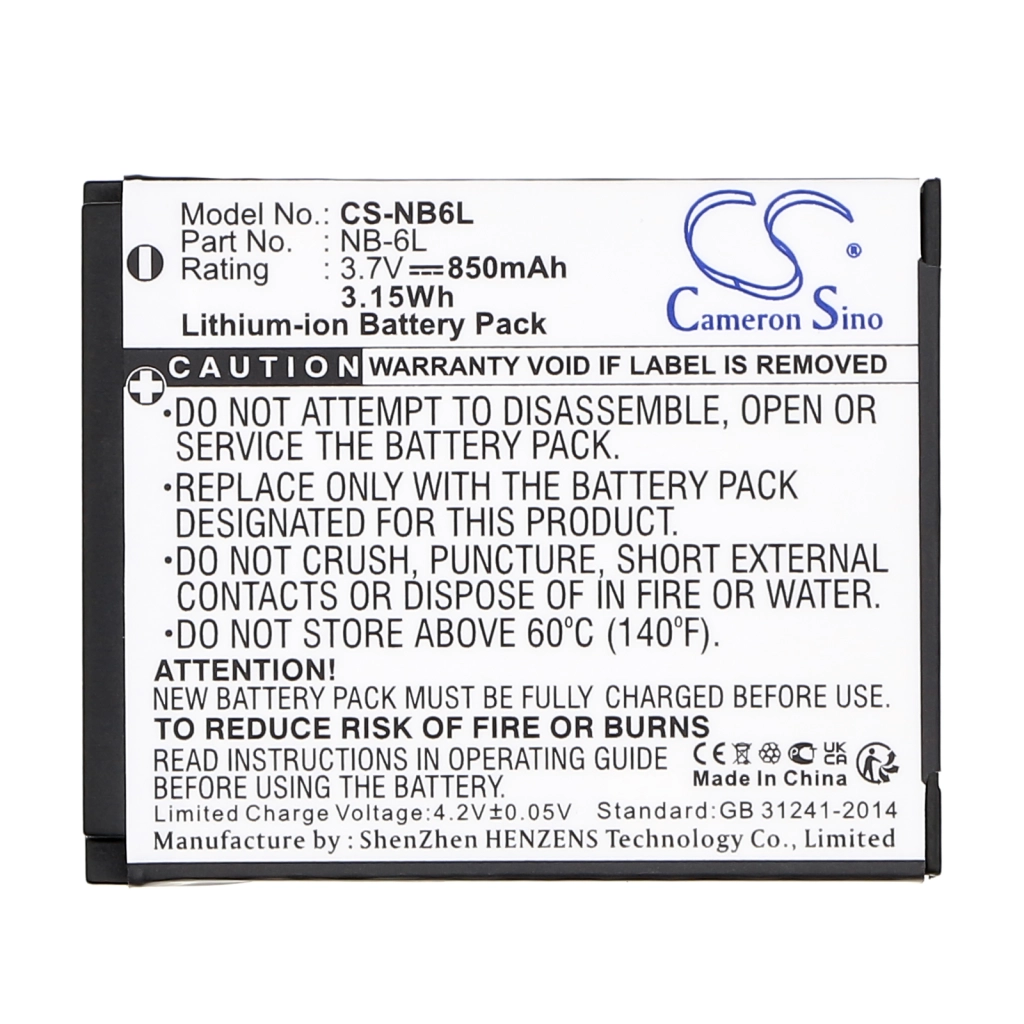 Model No.: CS-NB6L
Part No. : NB-6L
Rating : 3.7V 850mAh
3.15Wh
Lithium-ion Battery Pack
CS ®
Cameron Sino
CAUTION WARRANTY VOID IF LABEL IS REMOVED
•DO NOT ATTEMPT TO DISASSEMBLE, OPEN OR
SERVICE THE BATTERY PACK.
•REPLACE ONLY WITH THE BATTERY PACK
DESIGNATED FOR THIS PRODUCT.
•DO NOT CRUSH, PUNCTURE, SHORT EXTERNAL
CONTACTS OR DISPOSE OF IN FIRE OR WATER.
•DO NOT STORE ABOVE 60°C (140°F).
ATTENTION!
NEW BATTERY PACK MUST BE FULLY CHARGED BEFORE USE.
TO REDUCE RISK OF FIRE OR BURNS
READ INSTRUCTIONS ON OPERATING GUIDE
BEFORE USING THE BATTERY.
CE UK CA
Made In China
Limited Charge Voltage:4.2V±0.05V Standard:GB 31241-2014
Manufacture by : ShenZhen HENZENS Technology Co., Limited